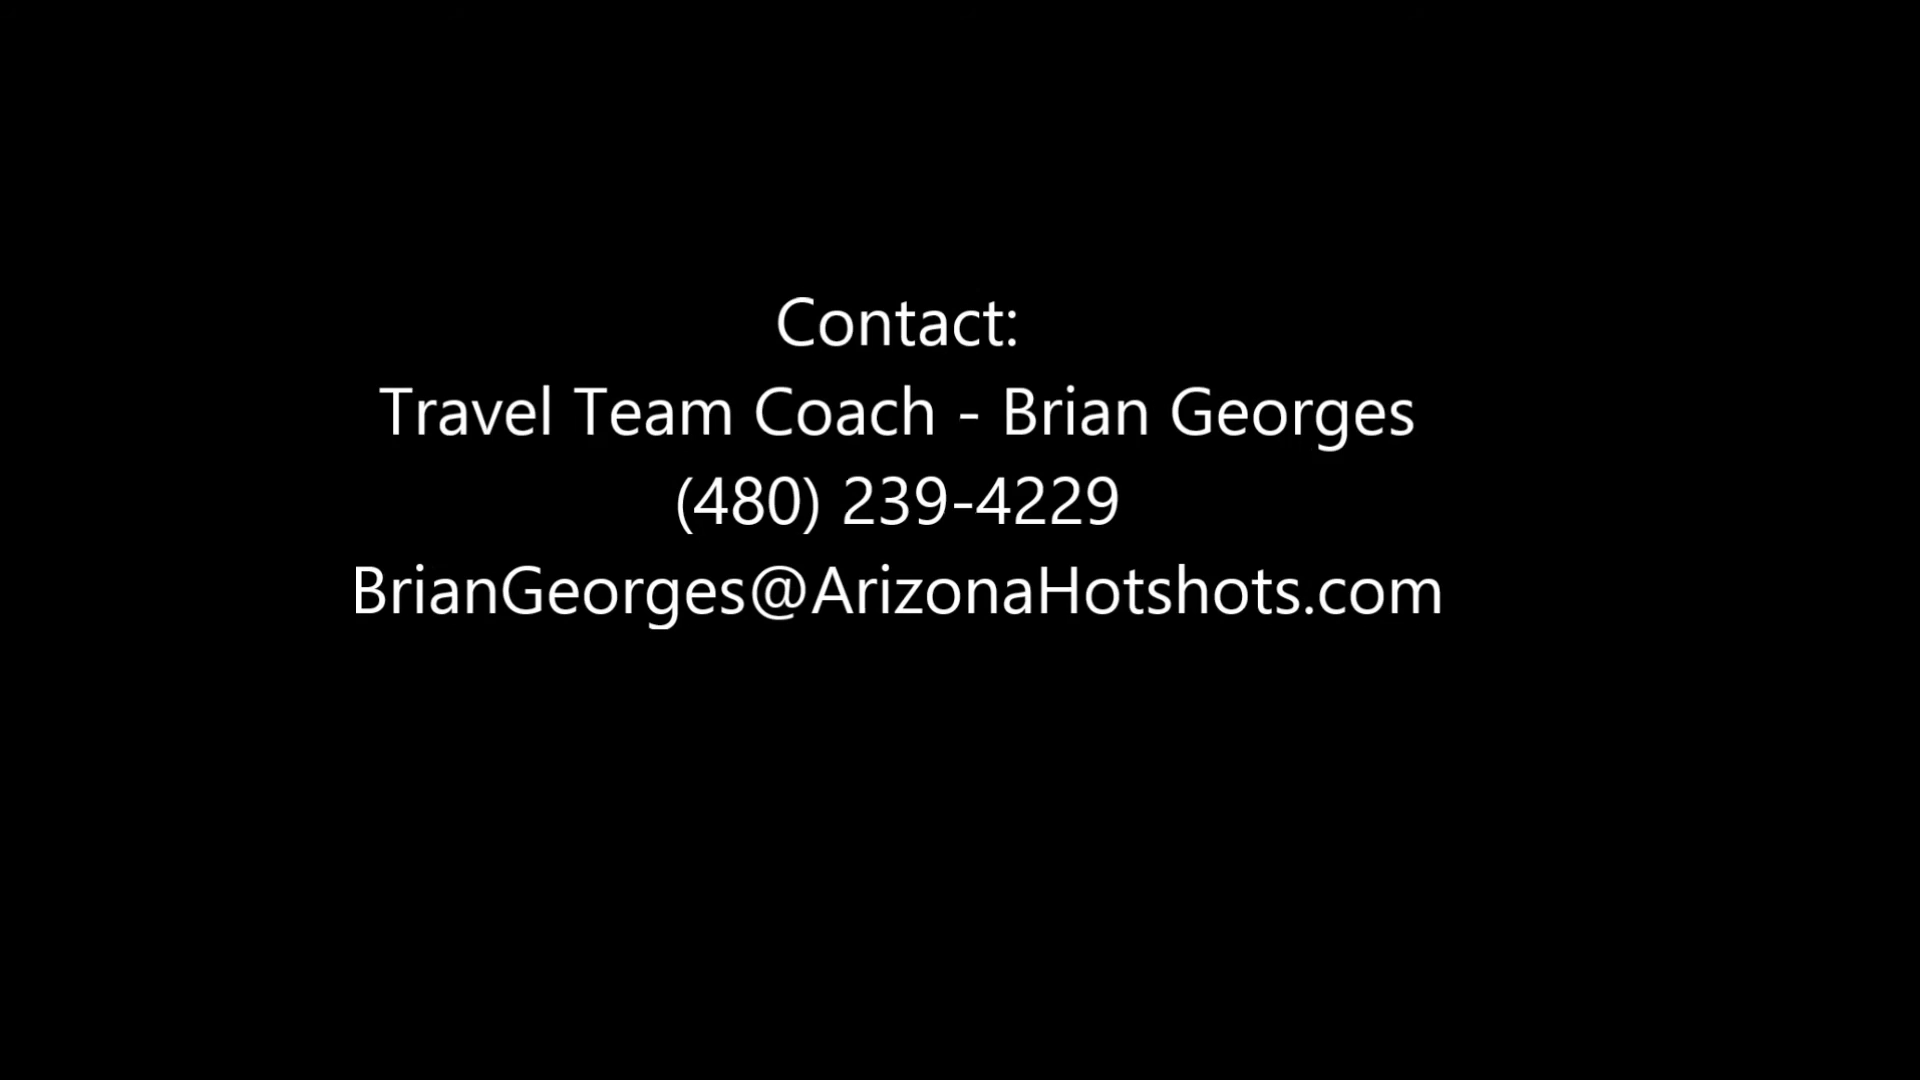 Contact:
Travel Team Coach - Brian Georges
(480) 239-4229
BrianGeorges@ArizonaHotshots.com